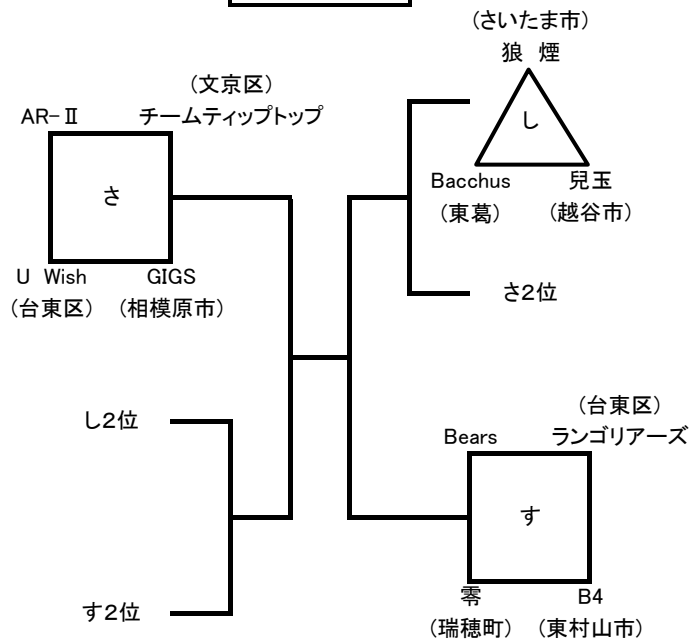 (さいたま市)
狼 煙
し
Bacchus
兒玉
(東葛)
(越谷市)
(文京区)
AR-Ⅱ
チームティップトップ
さ
U Wish
GIGS
(台東区)
(相模原市)
さ2位
し2位
す2位
(台東区)
Bears
ランゴリアーズ
す
零
B4
(瑞穂町)
(東村山市)